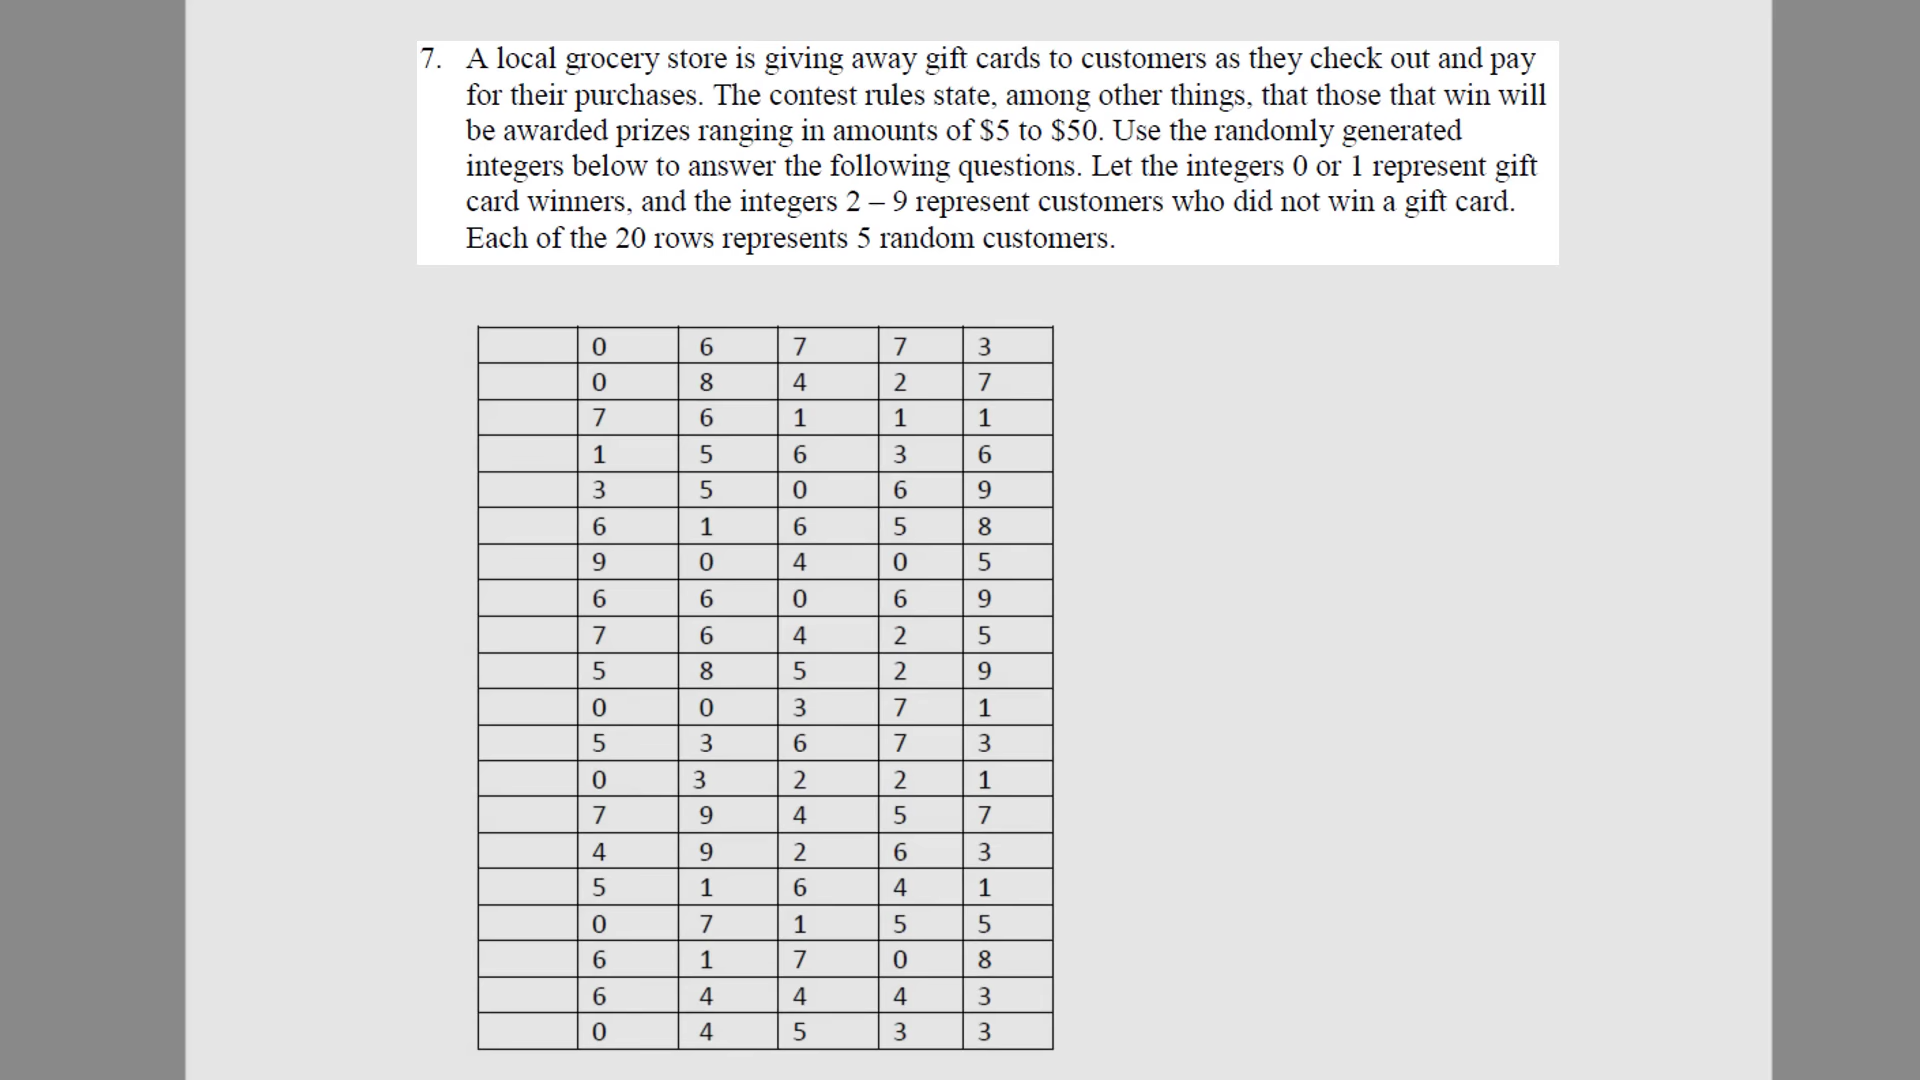 7. A local grocery store is giving away gift cards to customers as they check out and pay
for their purchases. The contest rules state, among other things, that those that win will
be awarded prizes ranging in amounts of $5 to $50. Use the randomly generated
integers below to answer the following questions. Let the integers 0 or 1 represent gift
card winners, and the integers 2 – 9 represent customers who did not win a gift card.
Each of the 20 rows represents 5 random customers.
0 6 7 7 3
0 8 4 2 7
7 6 1 1 1
1 5 6 3 6
3 5 0 6 9
6 1 6 5 8
9 0 4 0 5
6 6 0 6 9
7 6 4 2 5
5 8 5 2 9
0 0 3 7 1
5 3 6 7 3
0 3 2 2 1
7 9 4 5 7
4 9 2 6 3
5 1 6 4 1
0 7 1 5 5
6 1 7 0 8
6 4 4 4 3
0 4 5 3 3